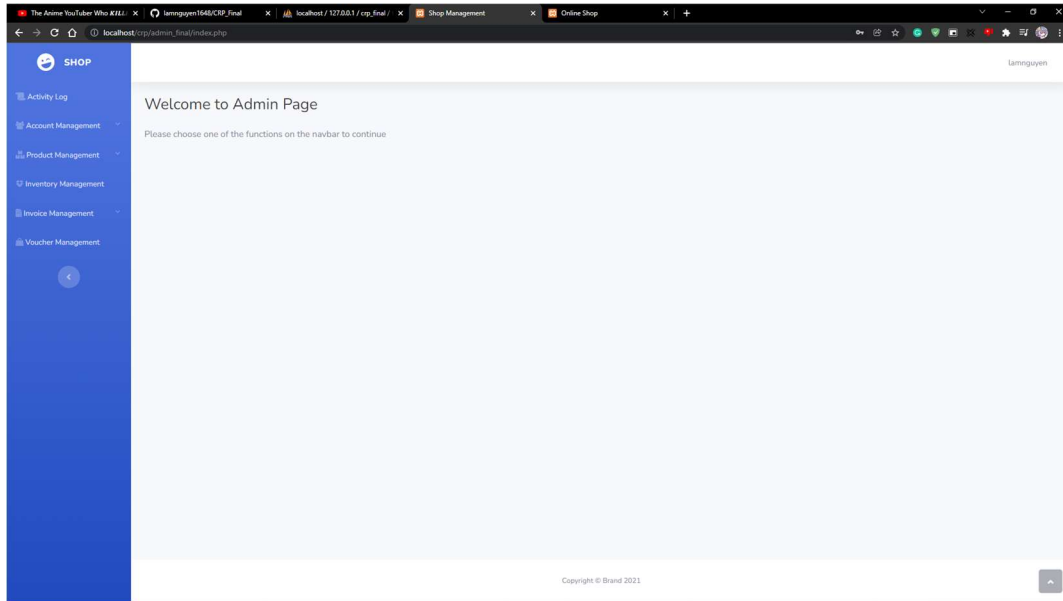 The Anime YouTuber Who KILL
lamnguyen1648/CRP_Final
localhost / 127.0.0.1 / crp_final /
Shop Management
Online Shop
localhost/crp/admin_final/index.php
SHOP
lamnguyen
Activity Log
Account Management
Product Management
Inventory Management
Invoice Management
Voucher Management
Welcome to Admin Page
Please choose one of the functions on the navbar to continue
Copyright © Brand 2021